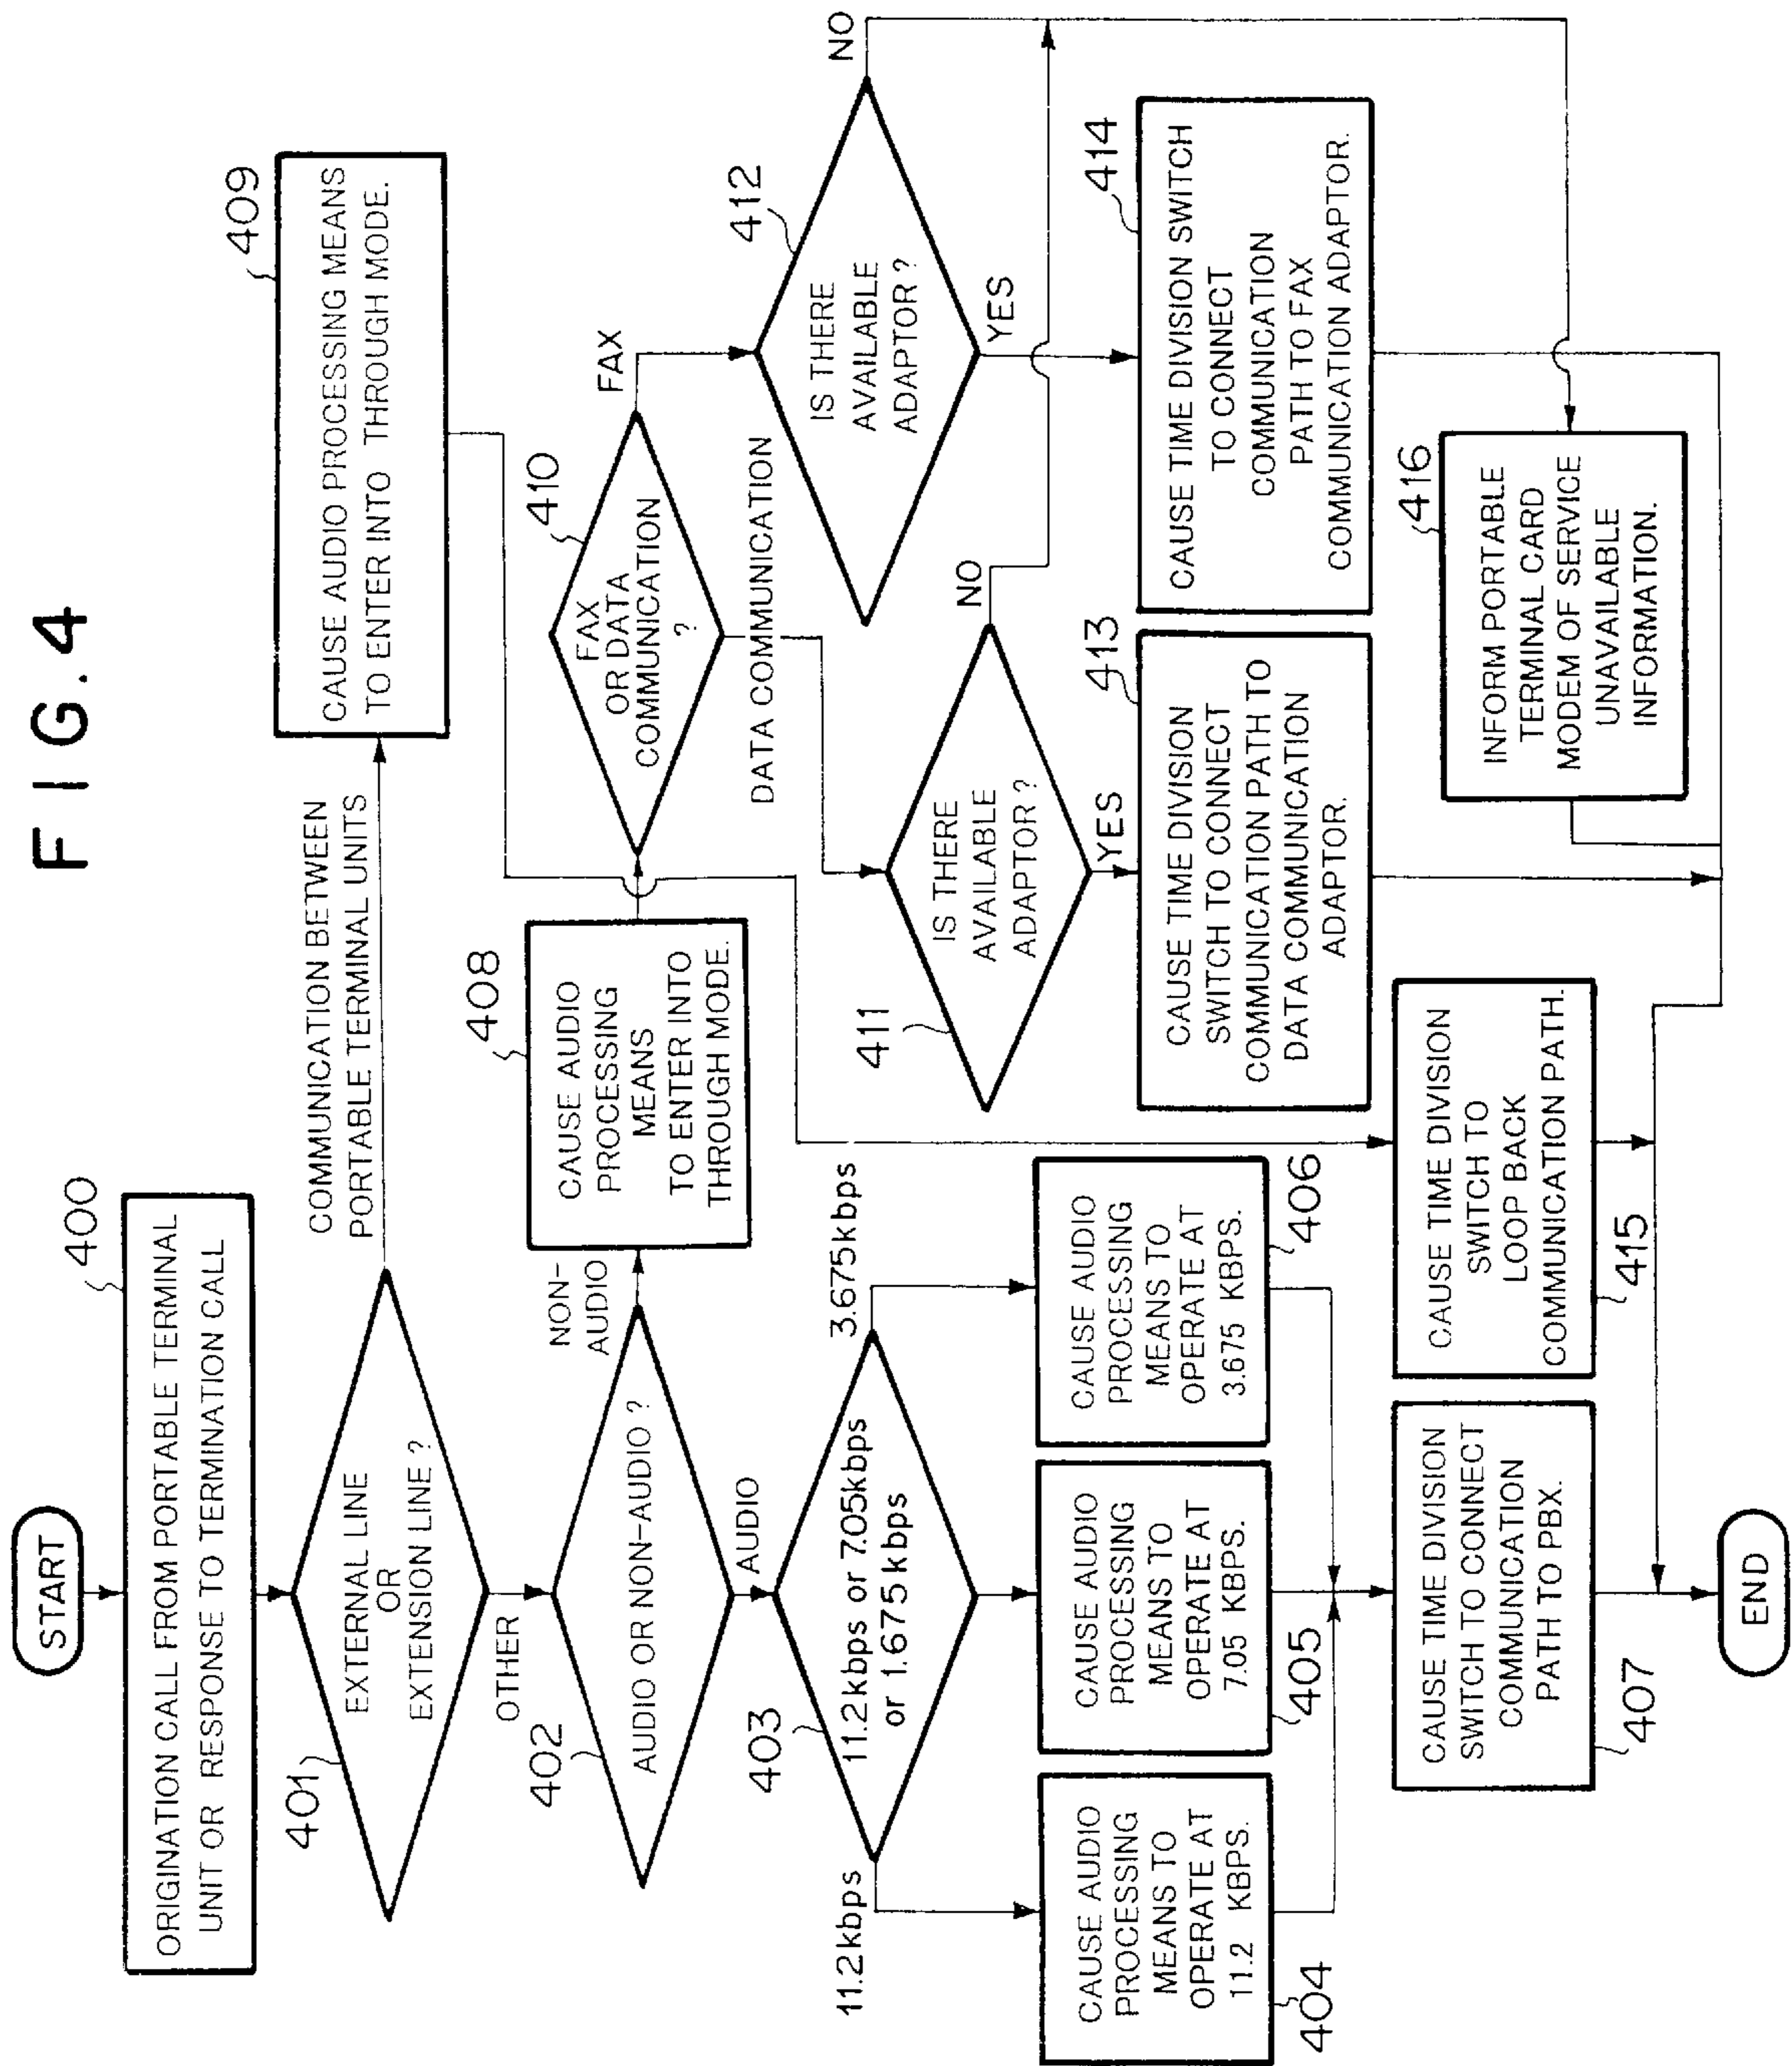 FIG.4
START
400
ORIGINATION CALL FROM PORTABLE TERMINAL
UNIT OR RESPONSE TO TERMINATION CALL
401
EXTERNAL LINE
OR
EXTENSION LINE ?
COMMUNICATION BETWEEN
PORTABLE TERMINAL UNITS
409
CAUSE AUDIO PROCESSING MEANS
TO ENTER INTO THROUGH MODE.
OTHER
402
AUDIO OR NON-AUDIO ?
NON-
AUDIO
408
CAUSE AUDIO
PROCESSING
MEANS
TO ENTER INTO
THROUGH MODE.
410
FAX
OR DATA
COMMUNICATION
?
FAX
DATA COMMUNICATION
AUDIO
403
11.2kbps or 7.05kbps
or 1.675kbps
11.2kbps
3.675kbps
411
IS THERE
AVAILABLE
ADAPTOR ?
NO
YES
412
IS THERE
AVAILABLE
ADAPTOR ?
NO
YES
404
CAUSE AUDIO
PROCESSING
MEANS TO
OPERATE AT
11.2 KBPS.
405
CAUSE AUDIO
PROCESSING
MEANS TO
OPERATE AT
7.05 KBPS.
406
CAUSE AUDIO
PROCESSING
MEANS TO
OPERATE AT
3.675 KBPS.
413
CAUSE TIME DIVISION
SWITCH TO CONNECT
COMMUNICATION PATH TO
DATA COMMUNICATION
ADAPTOR.
414
CAUSE TIME DIVISION SWITCH
TO CONNECT
COMMUNICATION
PATH TO FAX
COMMUNICATION ADAPTOR.
407
CAUSE TIME DIVISION
SWITCH TO CONNECT
COMMUNICATION
PATH TO PBX.
415
CAUSE TIME DIVISION
SWITCH TO
LOOP BACK
COMMUNICATION PATH.
416
INFORM PORTABLE
TERMINAL CARD
MODEM OF SERVICE
UNAVAILABLE
INFORMATION.
END